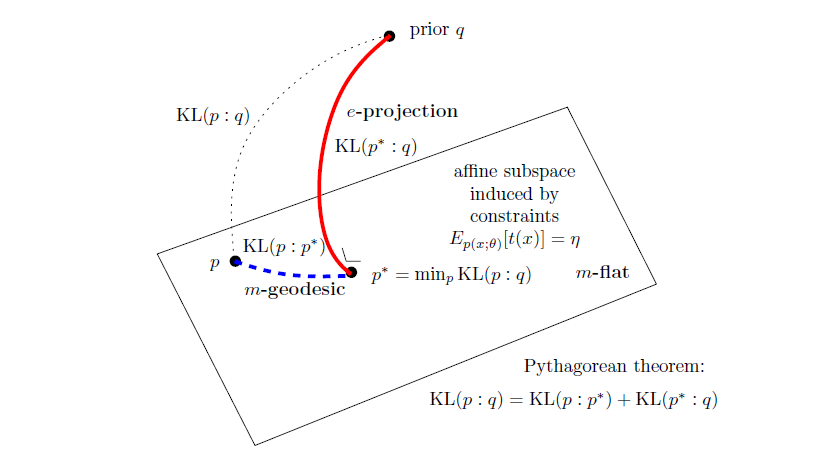 prior q
KL(p : q)
e-projection
KL(p* : q)
affine subspace
induced by
constraints
E_{p(x;θ)}[t(x)] = η
KL(p : p*)
p
p* = min_p KL(p : q)
m-flat
m-geodesic
Pythagorean theorem:
KL(p : q) = KL(p : p*) + KL(p* : q)